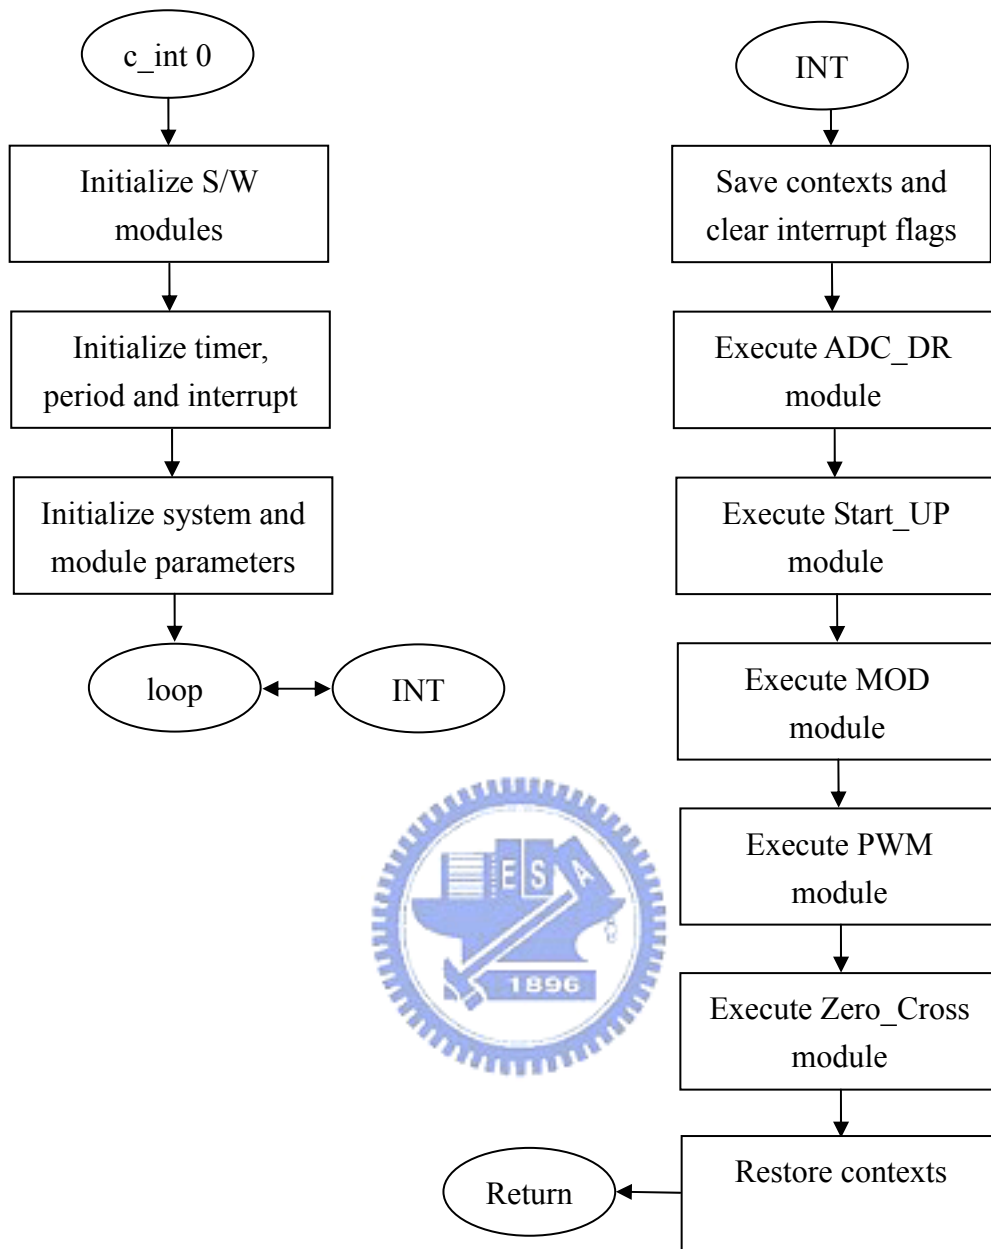 c_int 0
Initialize S/W
modules
Initialize timer,
period and interrupt
Initialize system and
module parameters
loop
INT
INT
Save contexts and
clear interrupt flags
Execute ADC_DR
module
Execute Start_UP
module
Execute MOD
module
Execute PWM
module
Execute Zero_Cross
module
Restore contexts
Return
E S A
1896